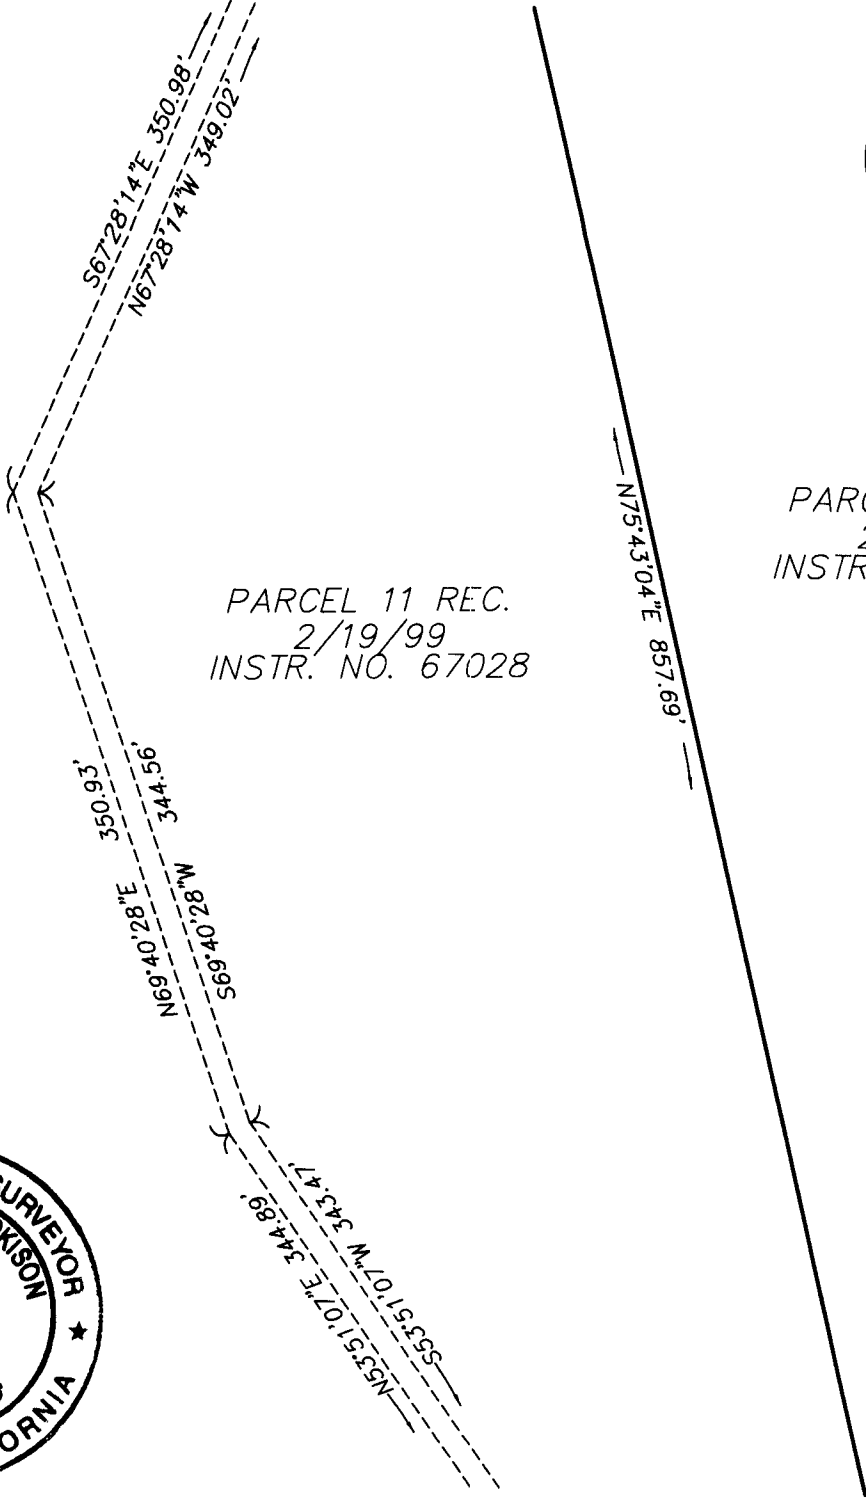 S67°28'14"E 350.98'
N67°28'14"W 349.02'
N75°43'04"E 857.69'
PARC
INSTR
PARCEL 11 REC.
2/19/99
INSTR. NO. 67028
350.93'
344.56'
N69°40'28"E
S69°40'28"W
N53°51'07"E 344.89'
S53°51'07"W 343.47'
SURVEYOR
KISON
ORNIA